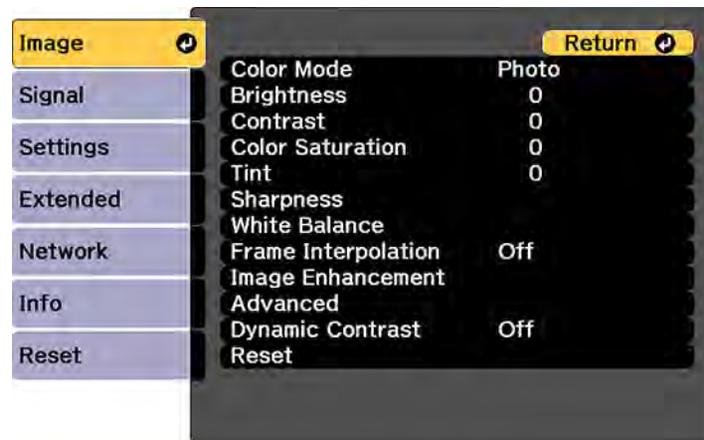 Image
Signal
Settings
Extended
Network
Info
Reset
Return
Color Mode Photo
Brightness 0
Contrast 0
Color Saturation 0
Tint 0
Sharpness
White Balance
Frame Interpolation Off
Image Enhancement
Advanced
Dynamic Contrast Off
Reset